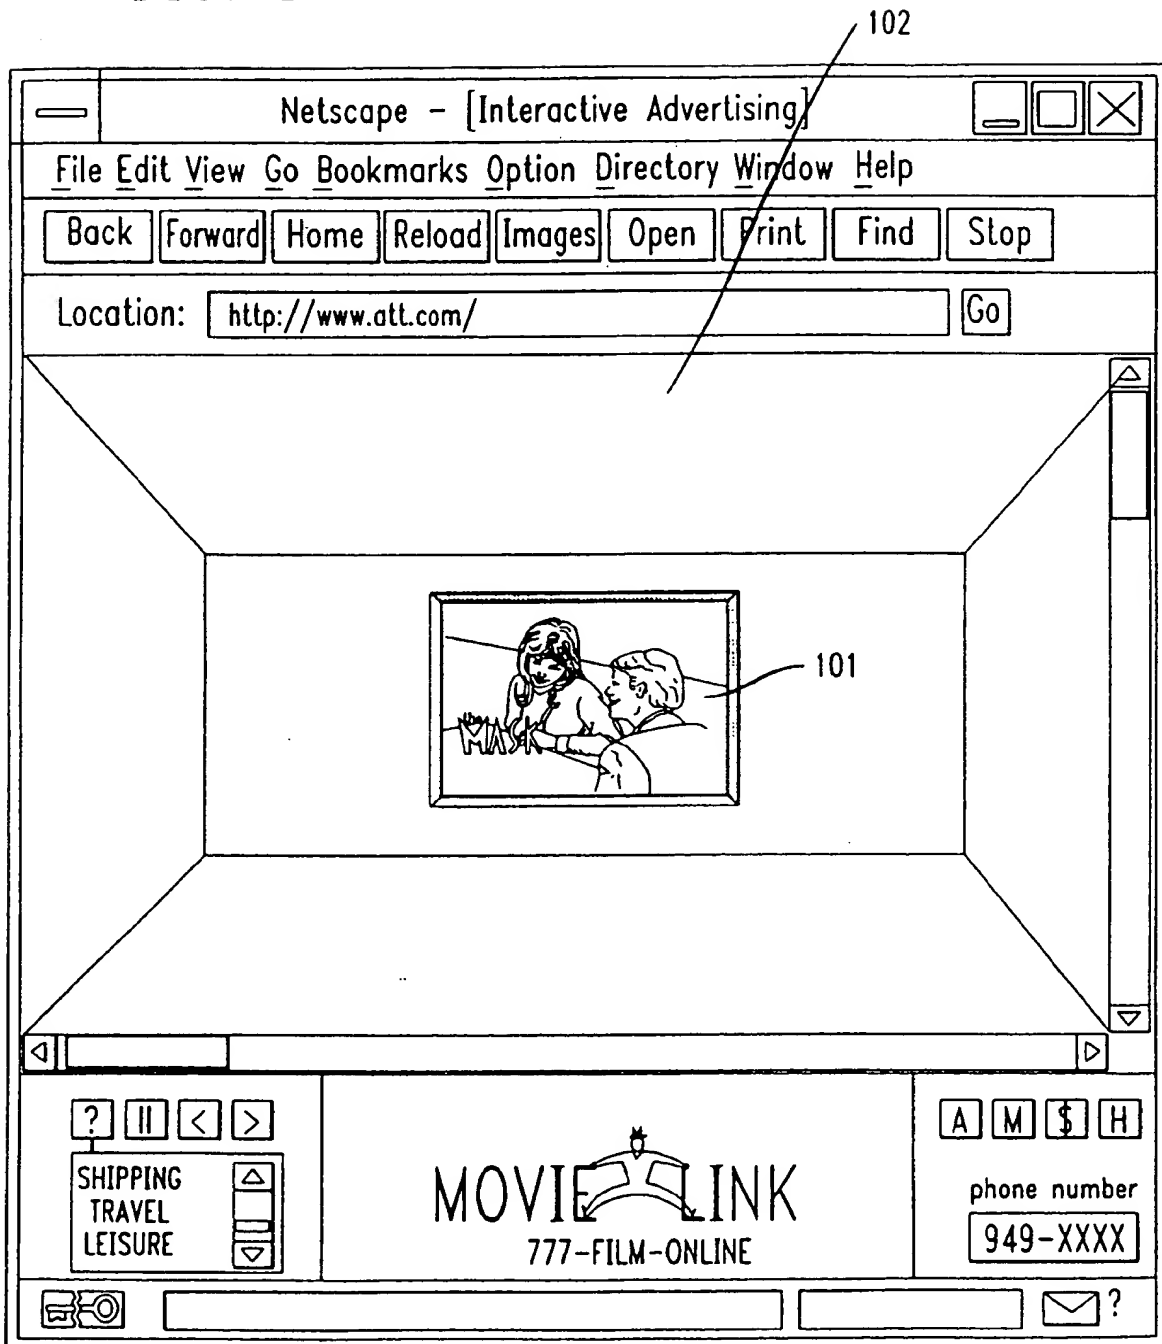 102
Netscape - [Interactive Advertising]
File Edit View Go Bookmarks Option Directory Window Help
Back Forward Home Reload Images Open Print Find Stop
Location: http://www.att.com/ Go
101
the
MASK
? || < >
A M $ H
SHIPPING
TRAVEL
LEISURE
MOVIE LINK
777-FILM-ONLINE
phone number
949-XXXX
?